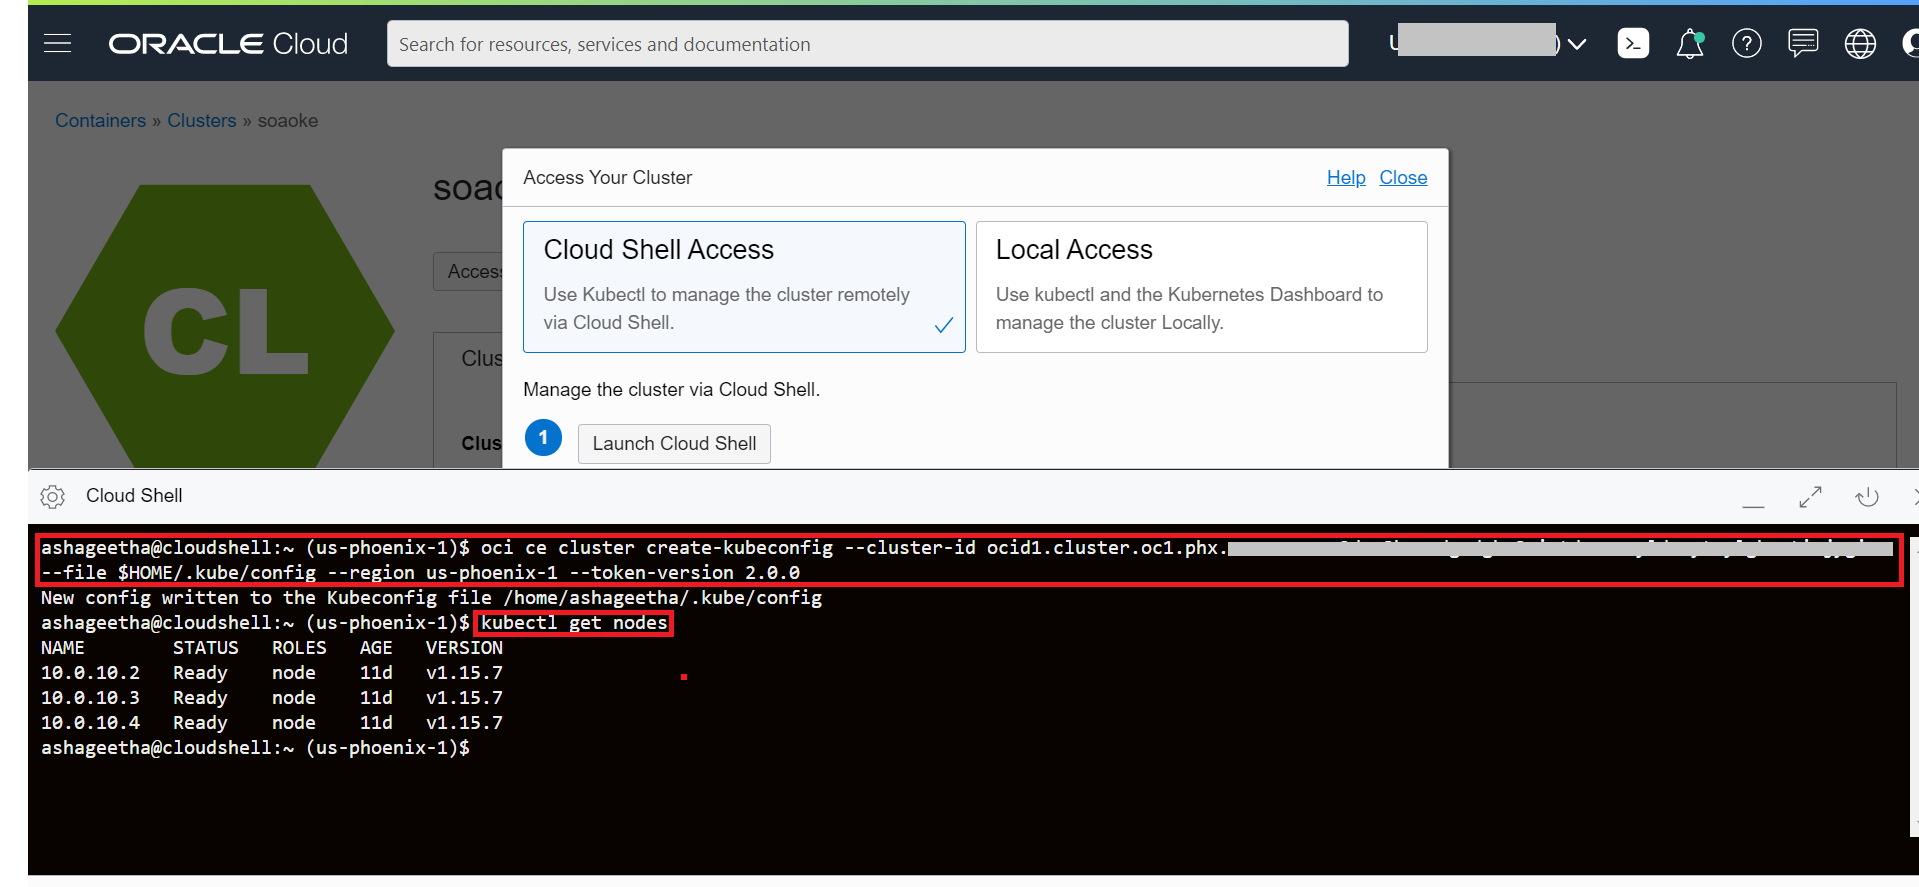 ORACLE Cloud
Search for resources, services and documentation
Containers » Clusters » soaoke
Access Your Cluster
Help Close
Cloud Shell Access
Use Kubectl to manage the cluster remotely
via Cloud Shell.
Local Access
Use kubectl and the Kubernetes Dashboard to
manage the cluster Locally.
CL
Manage the cluster via Cloud Shell.
1 Launch Cloud Shell
Cloud Shell
ashageetha@cloudshell:~ (us-phoenix-1)$ oci ce cluster create-kubeconfig --cluster-id ocid1.cluster.oc1.phx.
--file $HOME/.kube/config --region us-phoenix-1 --token-version 2.0.0
New config written to the Kubeconfig file /home/ashageetha/.kube/config
ashageetha@cloudshell:~ (us-phoenix-1)$ kubectl get nodes
NAME STATUS ROLES AGE VERSION
10.0.10.2 Ready node 11d v1.15.7
10.0.10.3 Ready node 11d v1.15.7
10.0.10.4 Ready node 11d v1.15.7
ashageetha@cloudshell:~ (us-phoenix-1)$